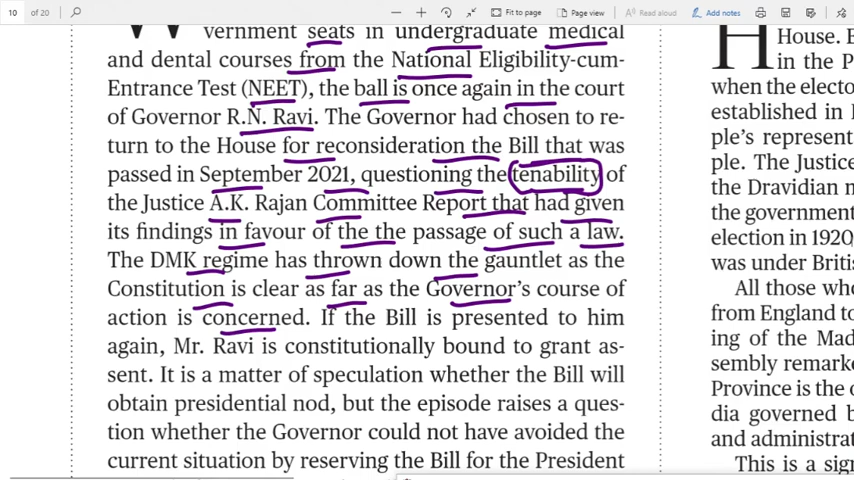 10 of 20
Fit to page
Page view
Read aloud
Add notes
vernment seats in undergraduate medical
and dental courses from the National Eligibility-cum-
Entrance Test (NEET), the ball is once again in the court
of Governor R.N. Ravi. The Governor had chosen to re-
turn to the House for reconsideration the Bill that was
passed in September 2021, questioning the tenability of
the Justice A.K. Rajan Committee Report that had given
its findings in favour of the the passage of such a law.
The DMK regime has thrown down the gauntlet as the
Constitution is clear as far as the Governor's course of
action is concerned. If the Bill is presented to him
again, Mr. Ravi is constitutionally bound to grant as-
sent. It is a matter of speculation whether the Bill will
obtain presidential nod, but the episode raises a ques-
tion whether the Governor could not have avoided the
current situation by reserving the Bill for the President
H
House. B
in the P
when the electo
established in
ple's represent
ple. The Justice
the Dravidian
the government
election in 1920
was under Britis
All those who
from England to
ing of the Mad
sembly remarke
Province is the
dia governed b
and administrat
This is a sign